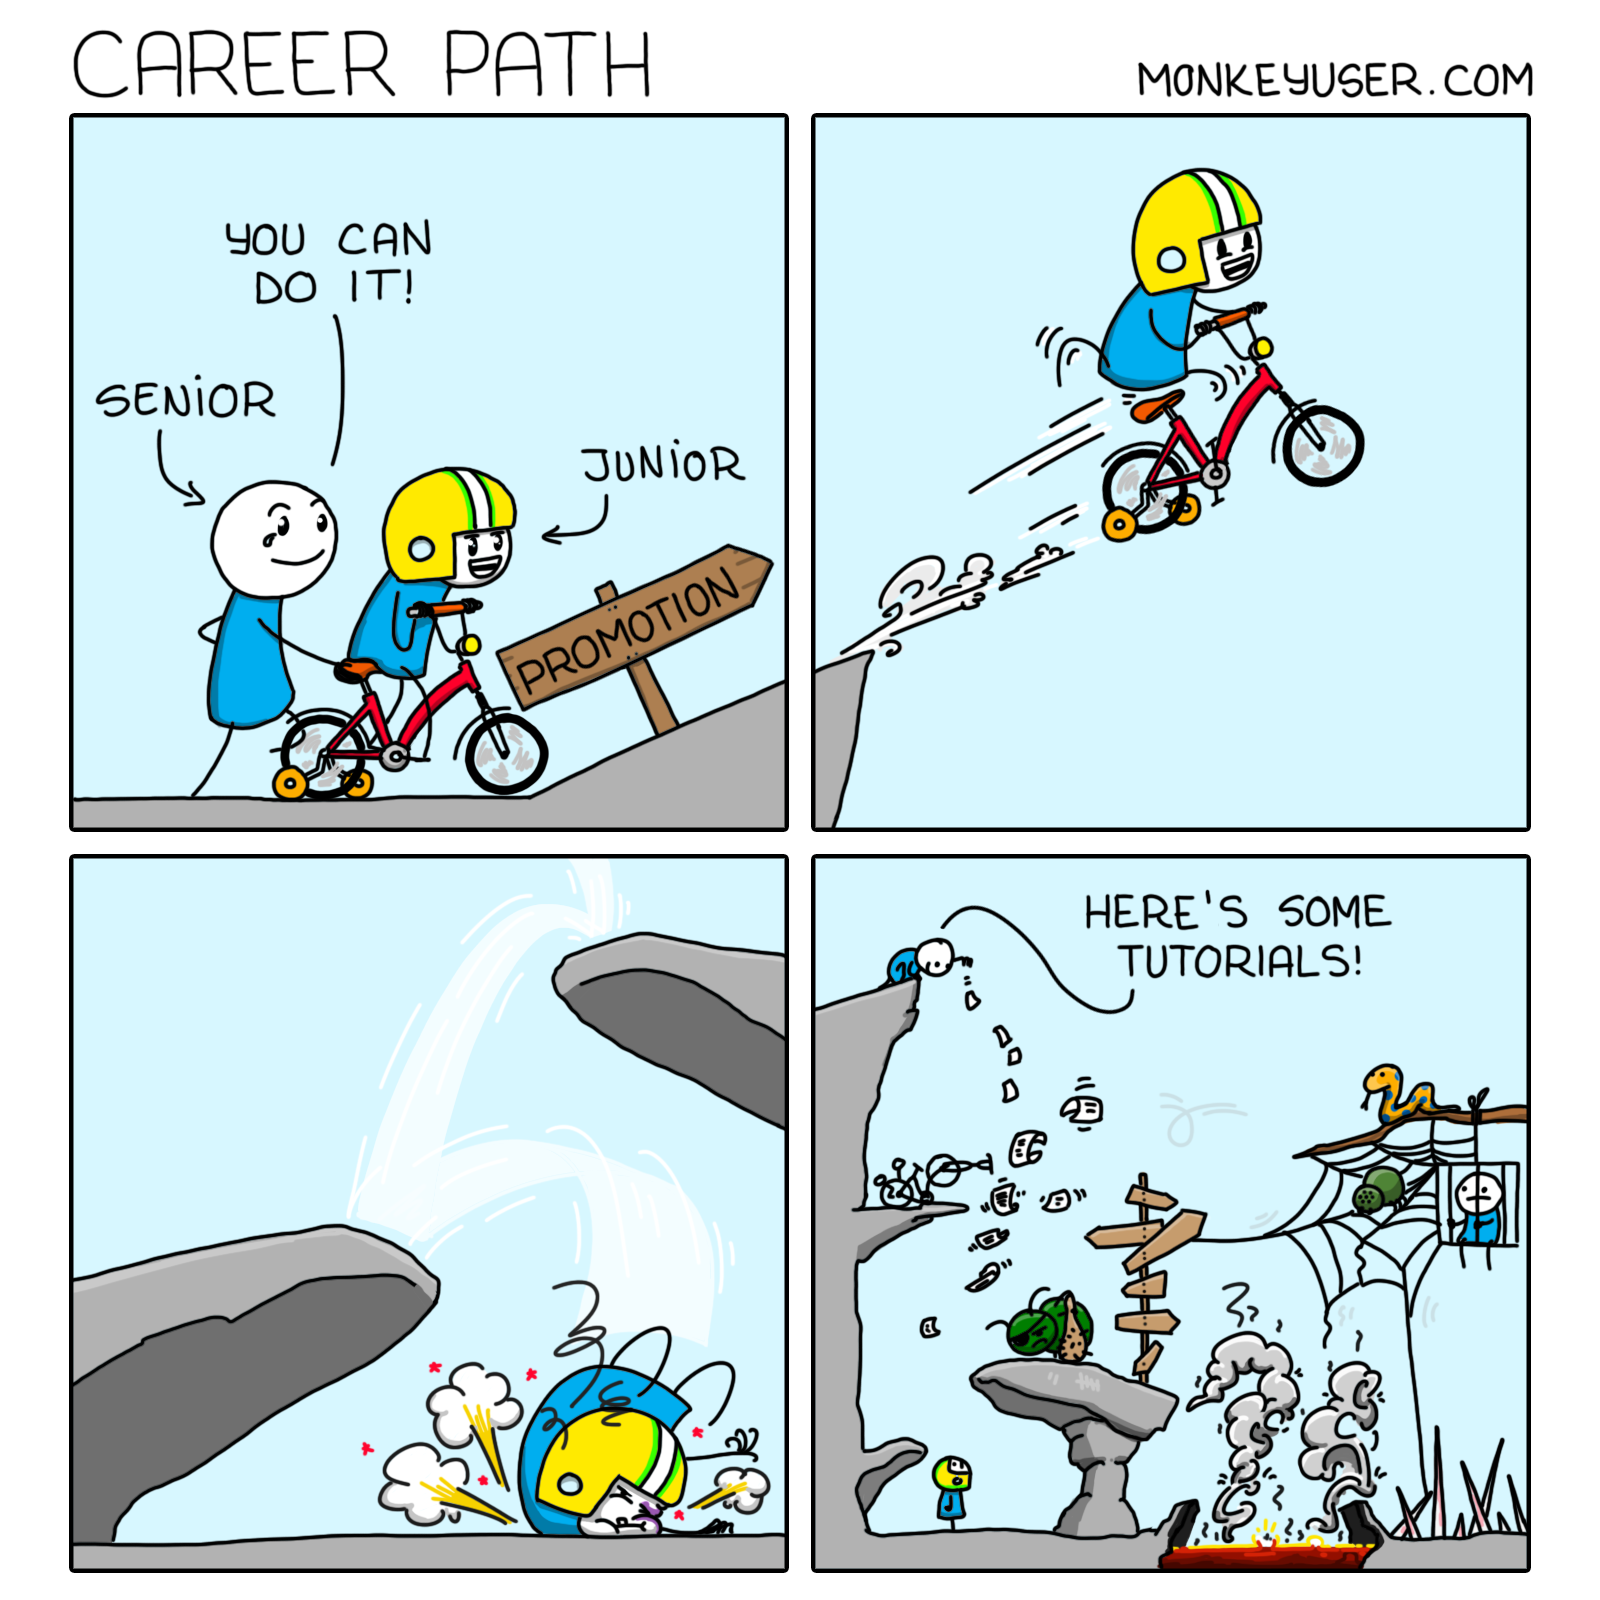 CAREER PATH
MONKEYUSER.COM
YOU CAN
DO IT!
SENIOR
JUNIOR
PROMOTION
HERE'S SOME
TUTORIALS!